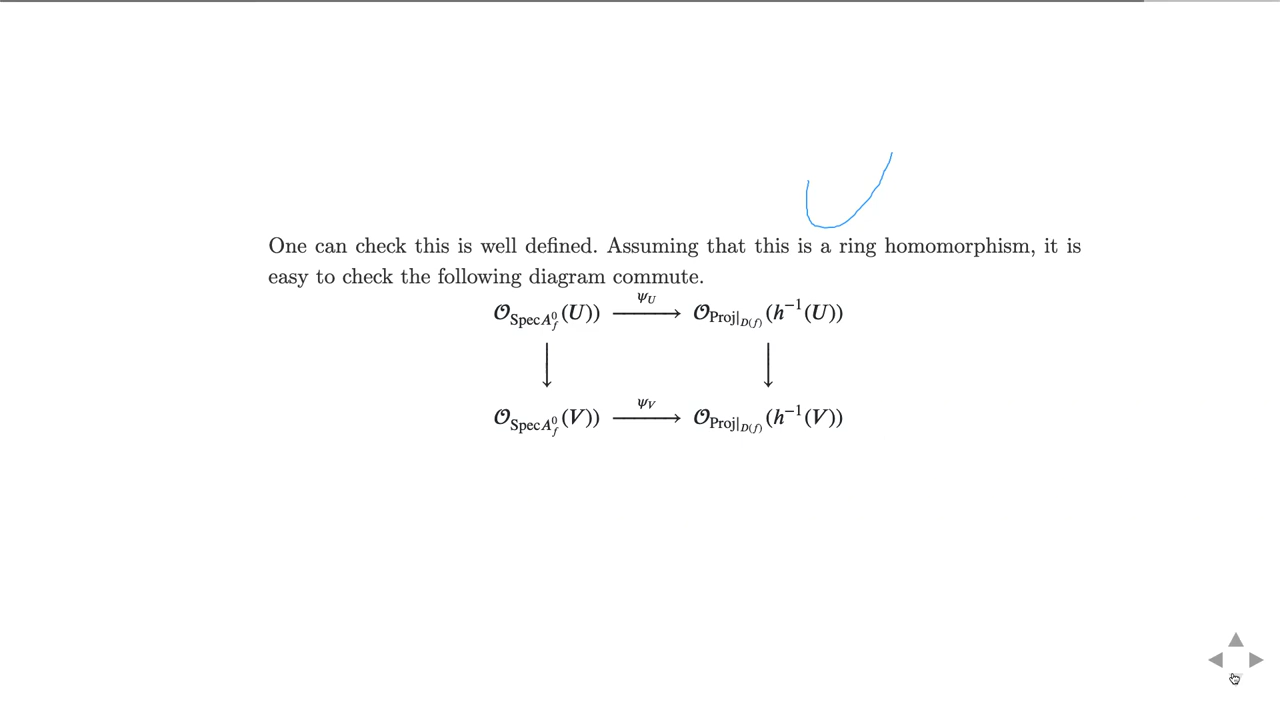 One can check this is well defined. Assuming that this is a ring homomorphism, it is
easy to check the following diagram commute.
ψ_U
𝒪_{Spec A_f^0}(U)) ⟶ 𝒪_{Proj|_{D(f)}}(h^{-1}(U))
↓ ↓
ψ_V
𝒪_{Spec A_f^0}(V)) ⟶ 𝒪_{Proj|_{D(f)}}(h^{-1}(V))